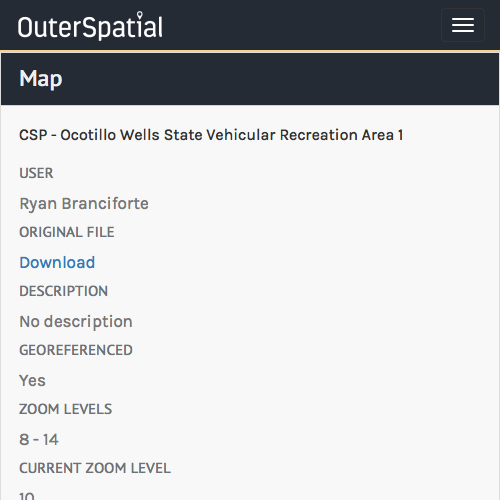 OuterSpatial
Map
CSP - Ocotillo Wells State Vehicular Recreation Area 1
USER
Ryan Branciforte
ORIGINAL FILE
Download
DESCRIPTION
No description
GEOREFERENCED
Yes
ZOOM LEVELS
8 - 14
CURRENT ZOOM LEVEL
10